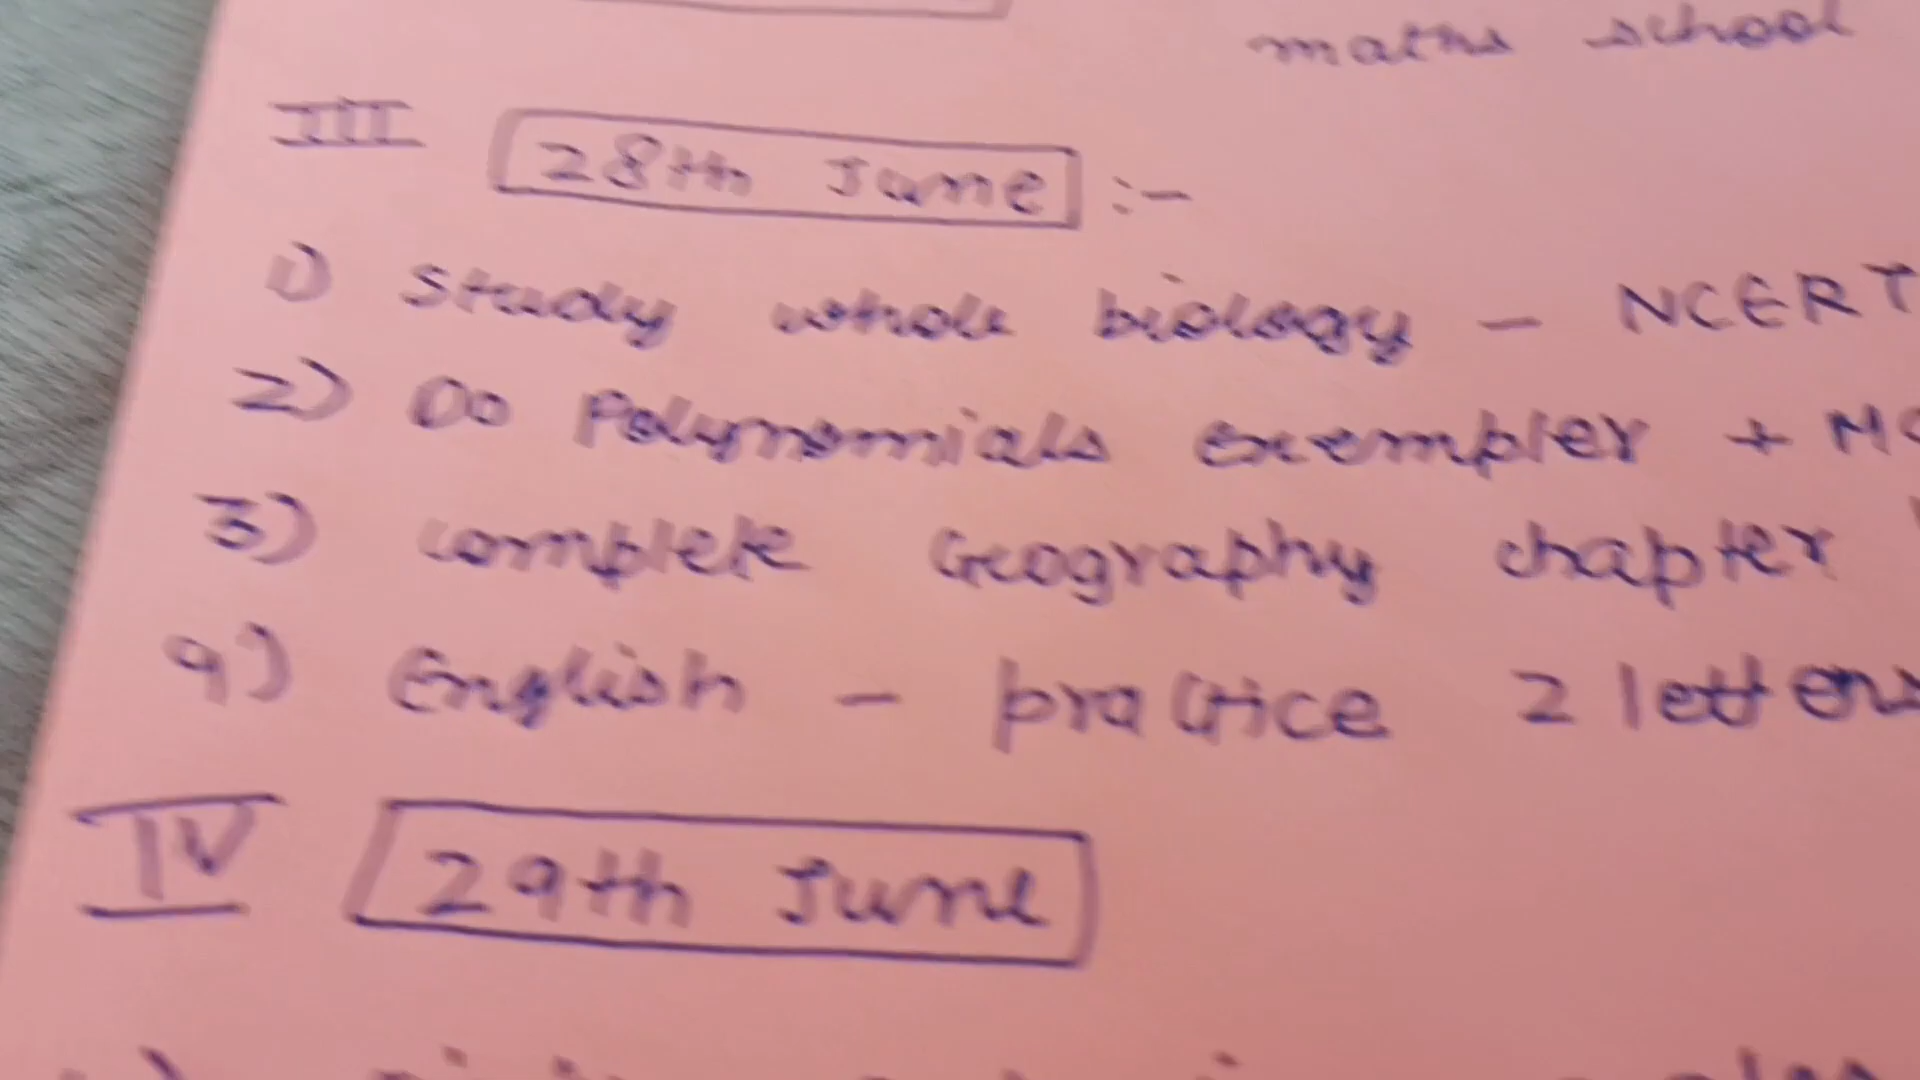 maths school
III 28th June :-
1) Study whole biology - NCERT
2) Do Polynomials exempler + MC
3) complete Geography chapter
4) English - practice 2 letters
IV 29th June